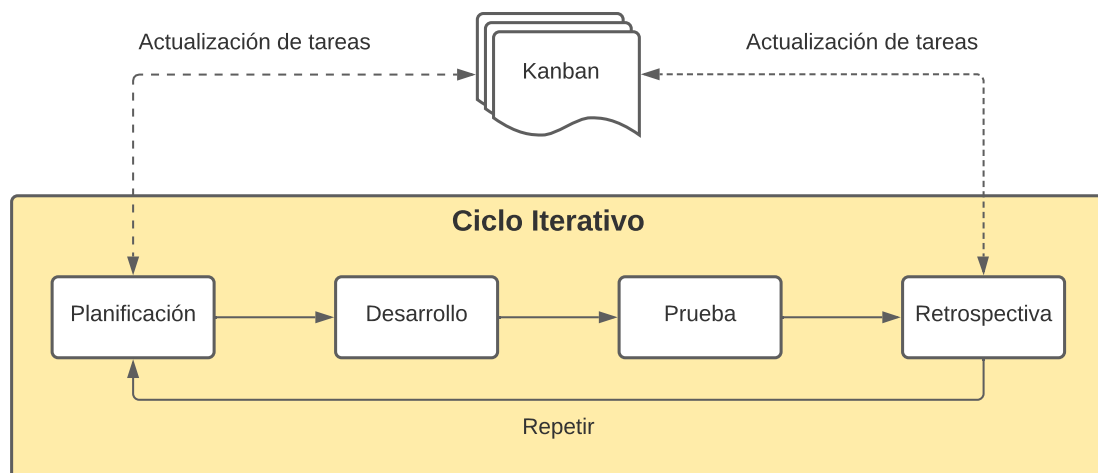 Actualización de tareas
Kanban
Actualización de tareas
Ciclo Iterativo
Planificación
Desarrollo
Prueba
Retrospectiva
Repetir